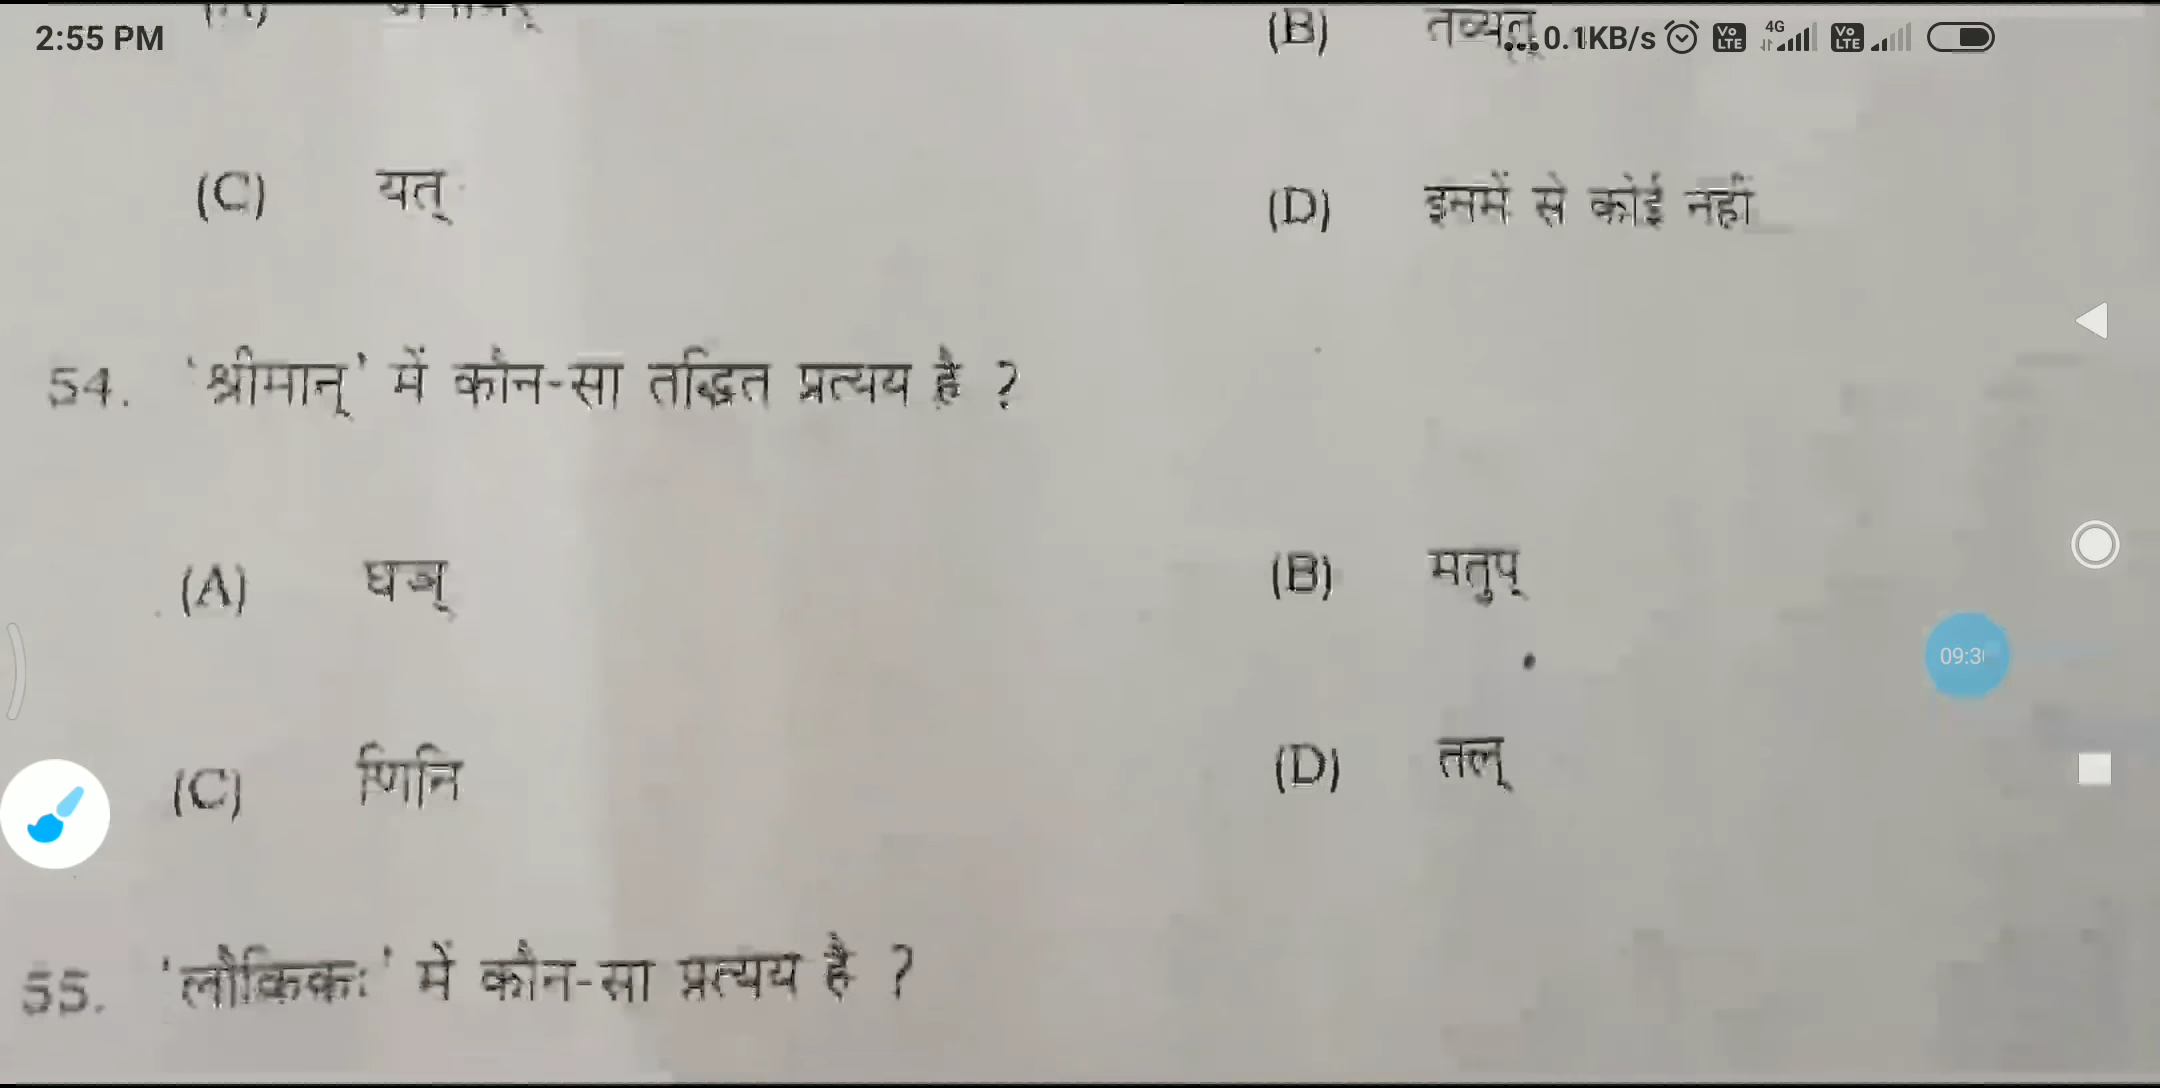 2:55 PM
(B) तव्यत् 0.1KB/s 4G
(C) यत्
(D) इनमें से कोई नहीं
54. 'श्रीमान्' में कौन-सा तद्धित प्रत्यय है ?
(A) घञ्
(B) मतुप्
(C) णिनि
(D) तल्
09:3
55. 'लौकिकः' में कौन-सा प्रत्यय है ?